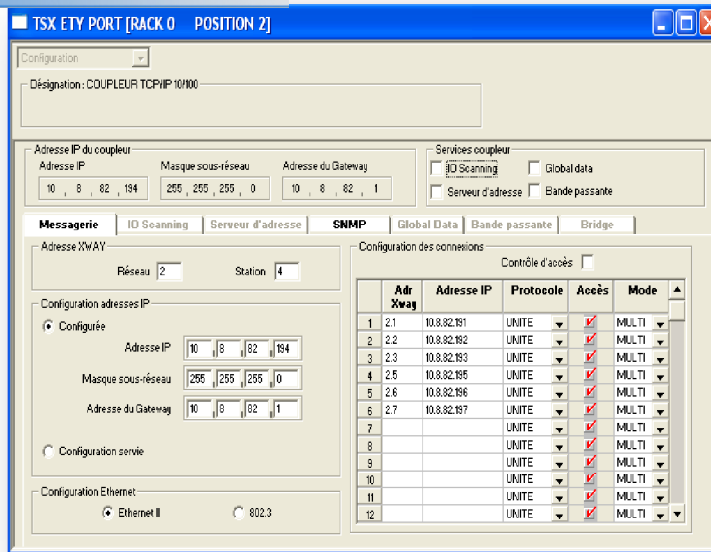 TSX ETY PORT [RACK 0 POSITION 2]
Configuration
Désignation : COUPLEUR TCP/IP 10/100
Adresse IP du coupleur
Adresse IP Masque sous-réseau Adresse du Gateway
10 , 8 , 82 , 194 255 , 255 , 255 , 0 10 , 8 , 82 , 1
Services coupleur
IO Scanning Global data
Serveur d'adresse Bande passante
Messagerie IO Scanning Serveur d'adresse SNMP Global Data Bande passante Bridge
Adresse XWAY
Réseau 2 Station 4
Configuration adresses IP
Configurée
Adresse IP 10 , 8 , 82 , 194
Masque sous-réseau 255 , 255 , 255 , 0
Adresse du Gateway 10 , 8 , 82 , 1
Configuration servie
Configuration Ethernet
Ethernet II 802.3
Configuration des connexions
Contrôle d'accès
Adr Xway Adresse IP Protocole Accès Mode
1 2.1 10.8.82.191 UNITE MULTI
2 2.2 10.8.82.192 UNITE MULTI
3 2.3 10.8.82.193 UNITE MULTI
4 2.5 10.8.82.195 UNITE MULTI
5 2.6 10.8.82.196 UNITE MULTI
6 2.7 10.8.82.197 UNITE MULTI
7 UNITE MULTI
8 UNITE MULTI
9 UNITE MULTI
10 UNITE MULTI
11 UNITE MULTI
12 UNITE MULTI